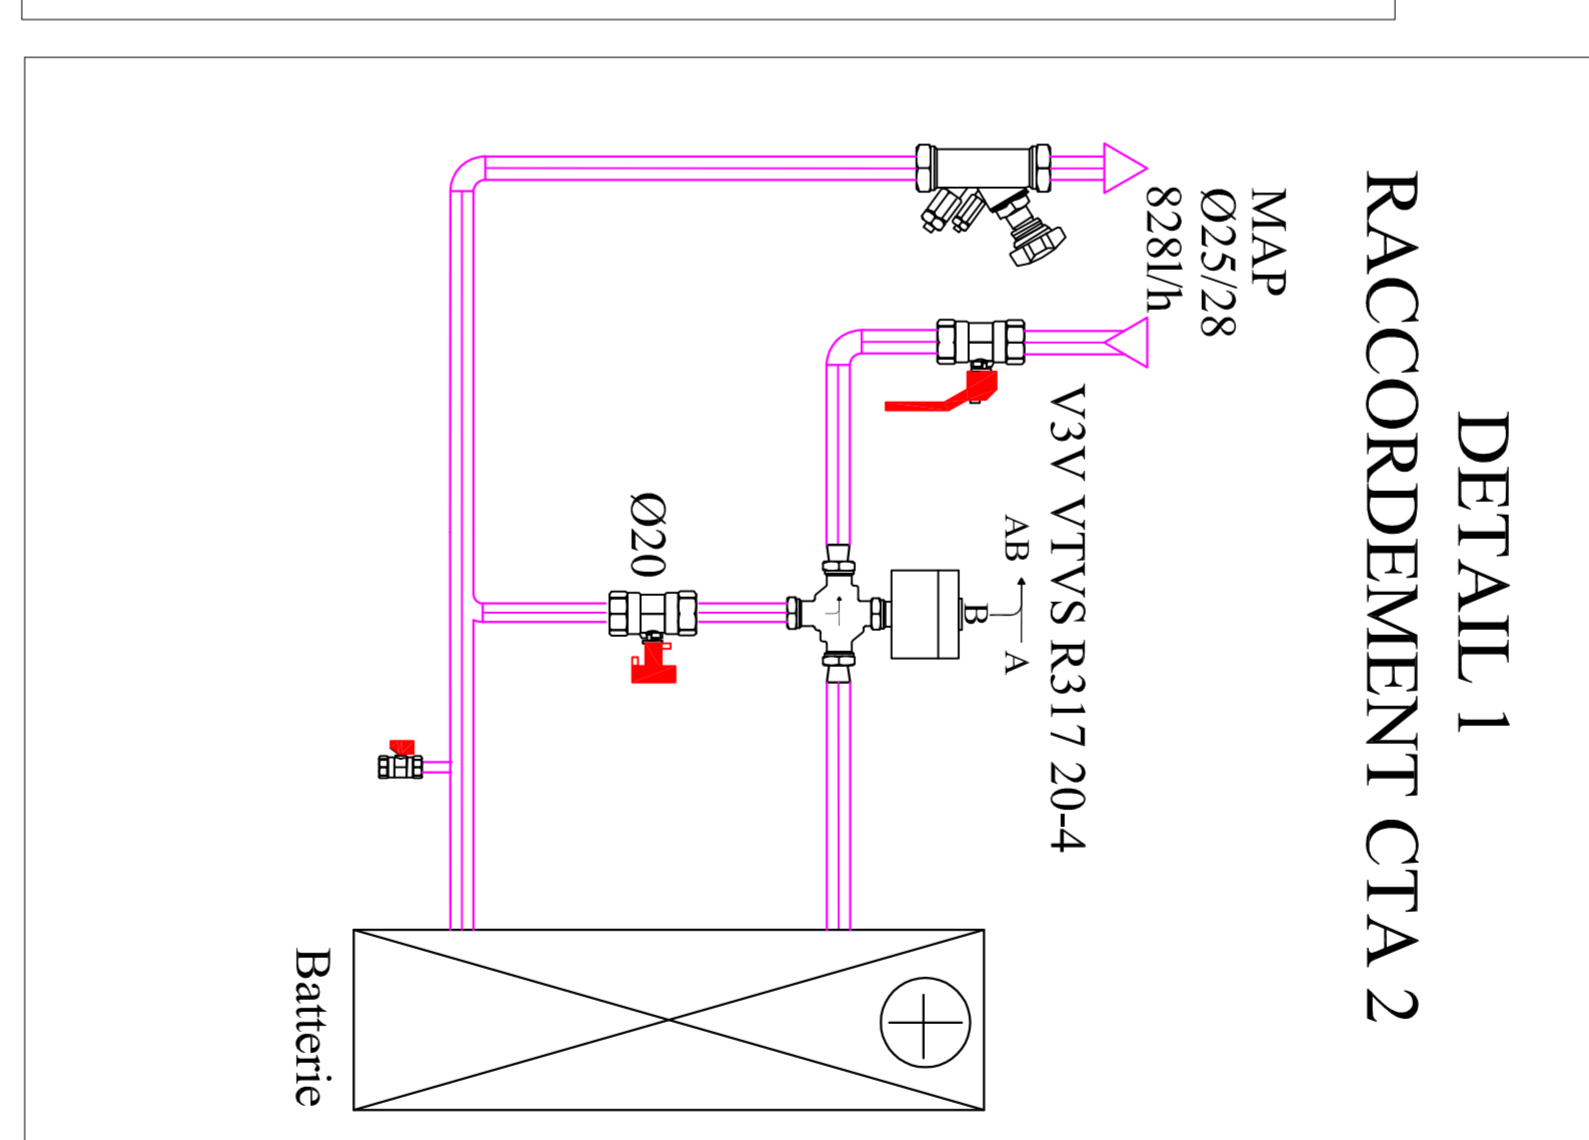 DETAIL 1
RACCORDEMENT CTA 2
MAP
Ø25/28
828l/h
V3V VTVS R317 20-4
AB
A
B
Ø20
Batterie